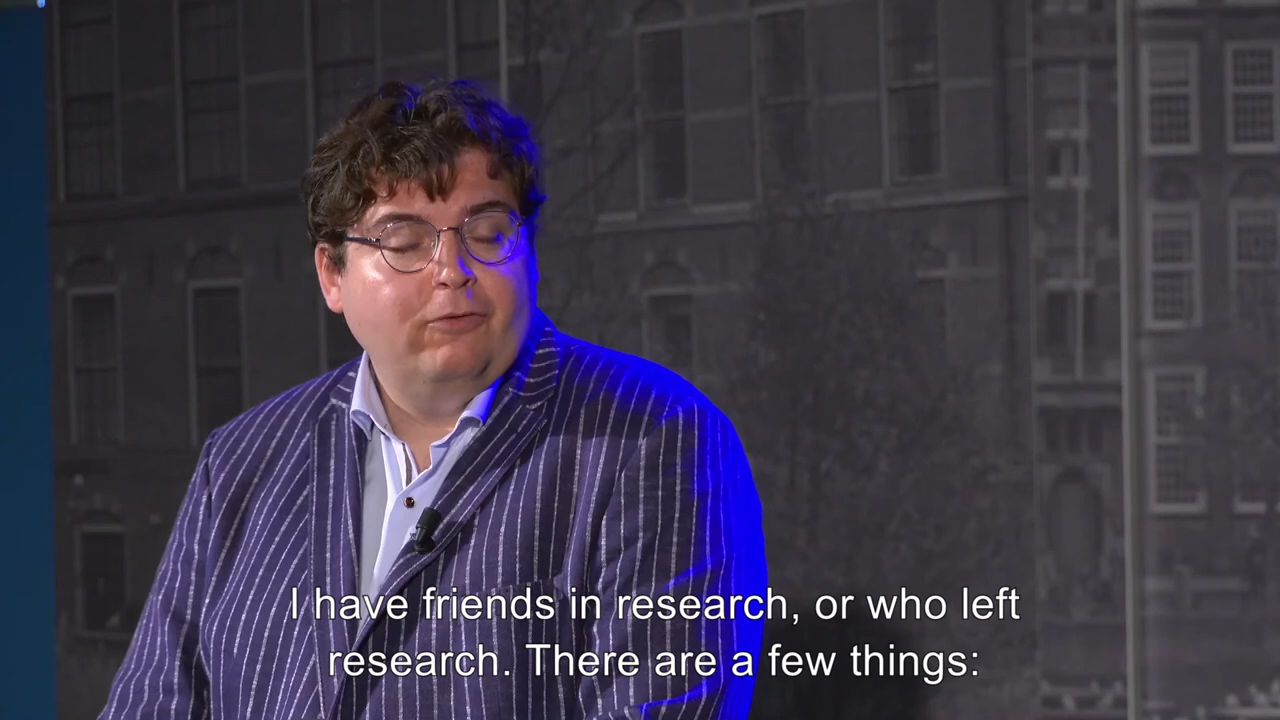 I have friends in research, or who left
research. There are a few things: